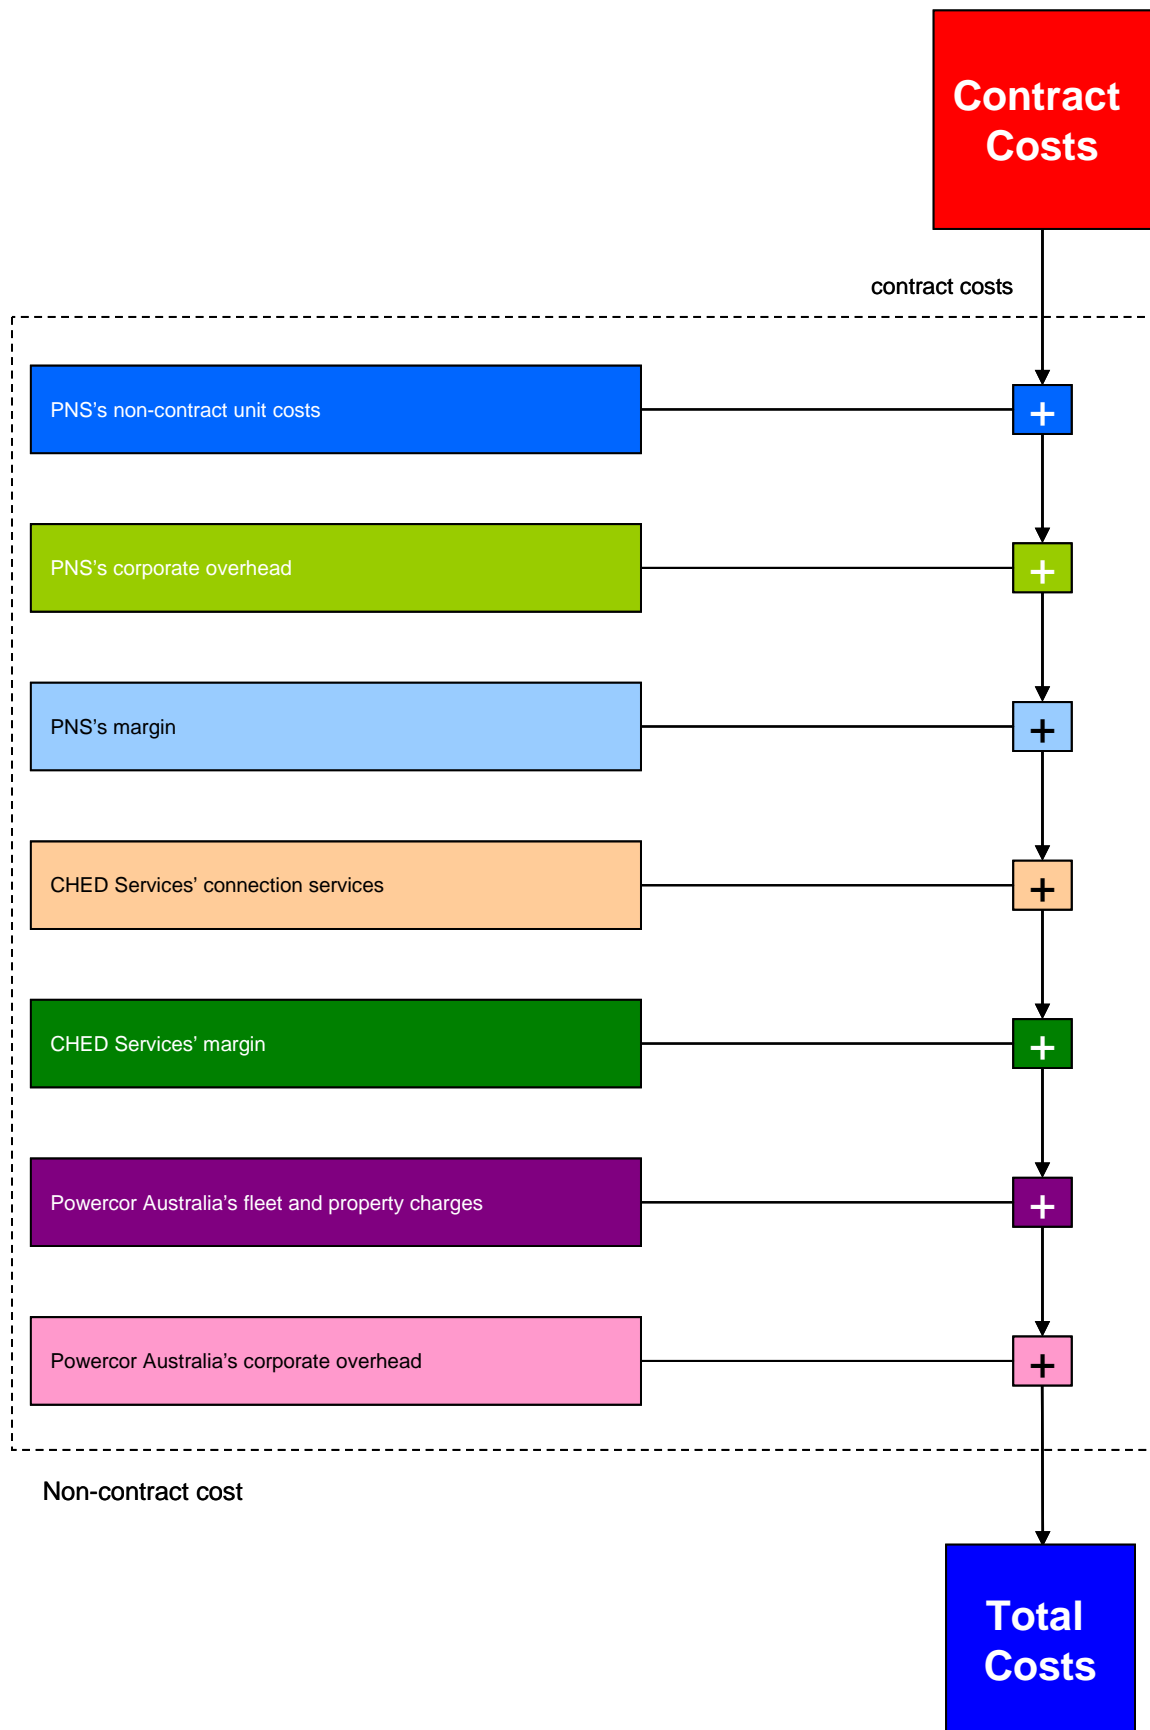 Contract
Costs
contract costs
PNS’s non-contract unit costs
+
PNS’s corporate overhead
+
PNS’s margin
+
CHED Services’ connection services
+
CHED Services’ margin
+
Powercor Australia’s fleet and property charges
+
Powercor Australia’s corporate overhead
+
Non-contract cost
Total
Costs